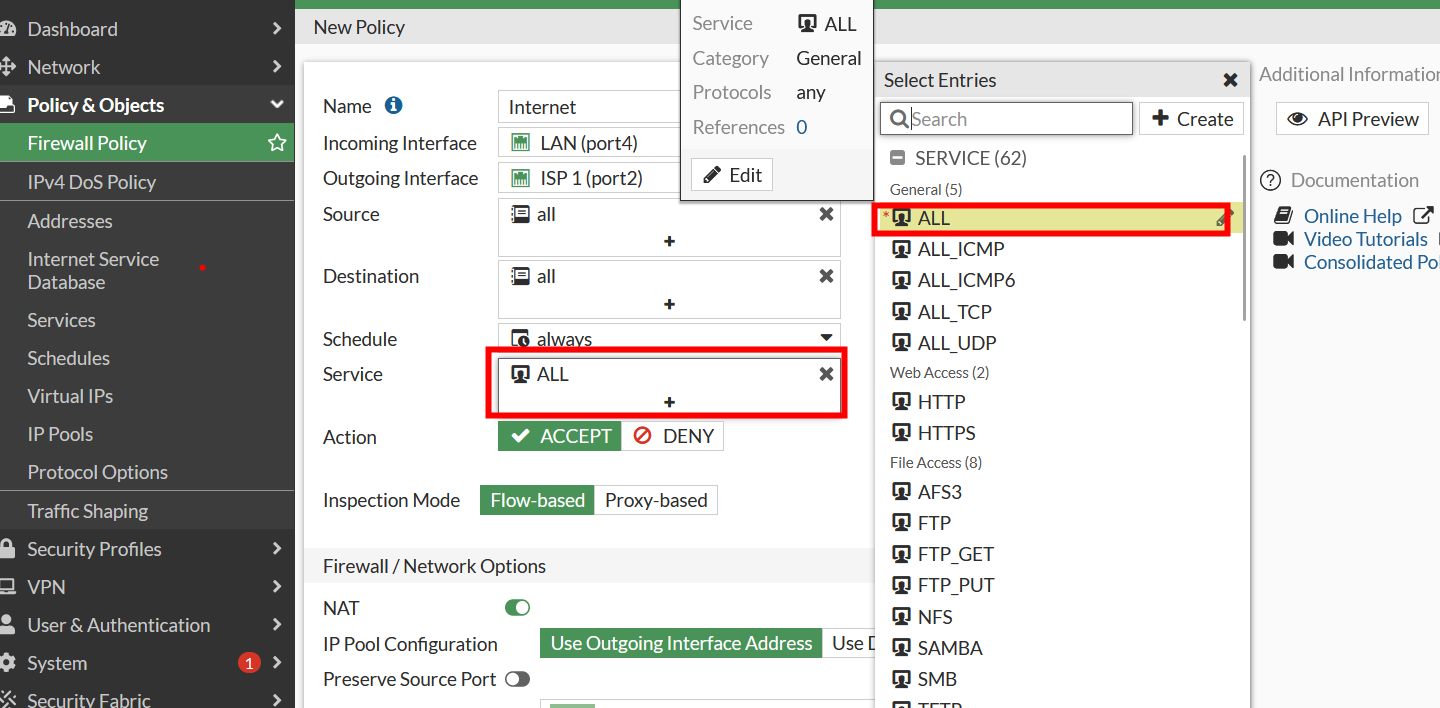 Dashboard
Network
Policy & Objects
Firewall Policy
IPv4 DoS Policy
Addresses
Internet Service
Database
Services
Schedules
Virtual IPs
IP Pools
Protocol Options
Traffic Shaping
Security Profiles
VPN
User & Authentication
System 1
Security Fabric
New Policy
Name Internet
Incoming Interface LAN (port4)
Outgoing Interface ISP 1 (port2)
Source all
+
Destination all
+
Schedule always
Service ALL
+
Action ACCEPT DENY
Inspection Mode Flow-based Proxy-based
Firewall / Network Options
NAT
IP Pool Configuration Use Outgoing Interface Address Use D
Preserve Source Port
Service ALL
Category General
Protocols any
References 0
Edit
Select Entries
Search + Create
SERVICE (62)
General (5)
* ALL
ALL_ICMP
ALL_ICMP6
ALL_TCP
ALL_UDP
Web Access (2)
HTTP
HTTPS
File Access (8)
AFS3
FTP
FTP_GET
FTP_PUT
NFS
SAMBA
SMB
TFTP
Additional Information
API Preview
Documentation
Online Help
Video Tutorials
Consolidated Pol